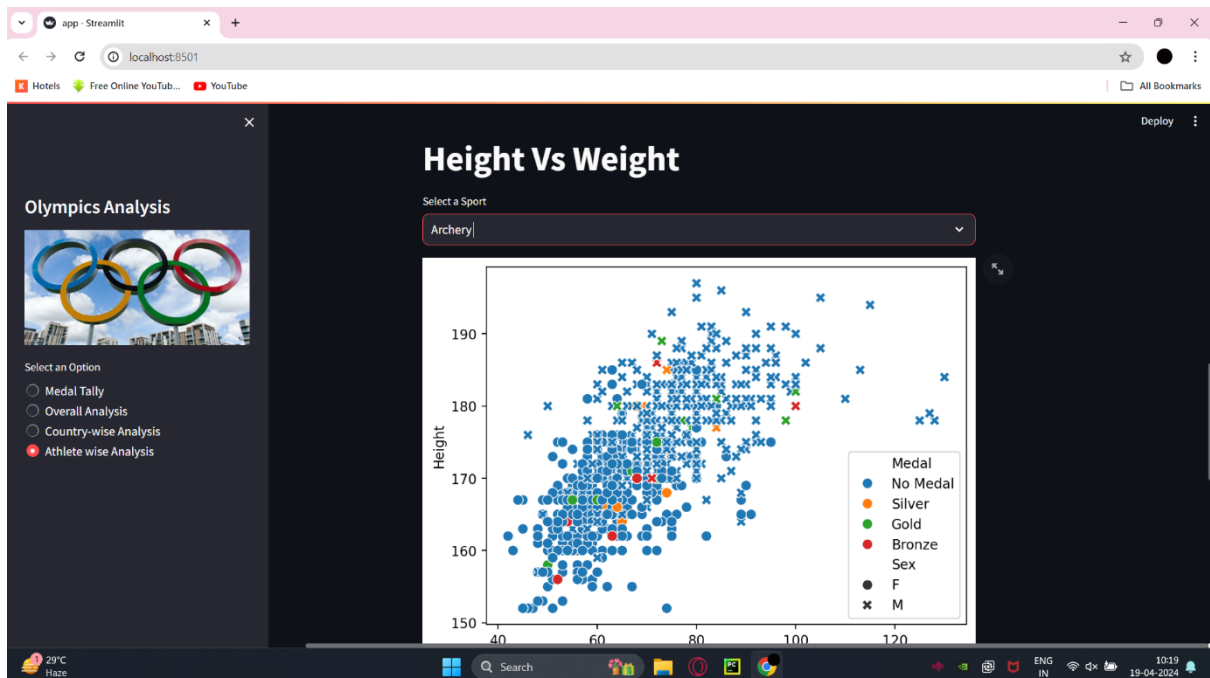 app · Streamlit
localhost:8501
Hotels Free Online YouTub... YouTube All Bookmarks
Deploy
Olympics Analysis
Select an Option
Medal Tally
Overall Analysis
Country-wise Analysis
Athlete wise Analysis
Height Vs Weight
Select a Sport
Archery
Height
190
180
170
160
150
40 60 80 100 120
Medal
No Medal
Silver
Gold
Bronze
Sex
F
M
1
29°C
Haze
Search
PC
ENG
IN
10:19
19-04-2024